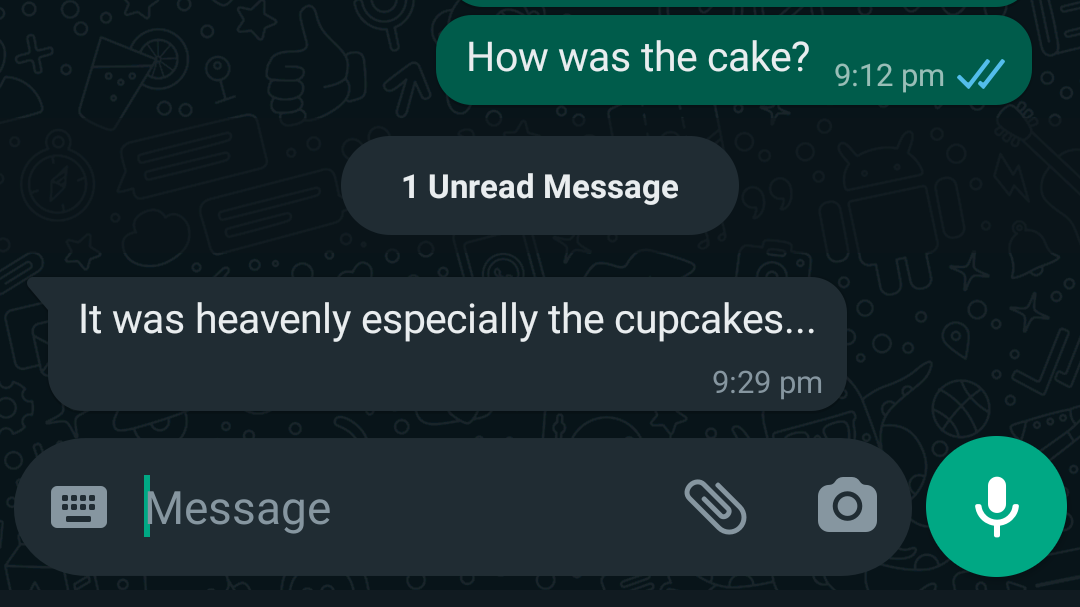 How was the cake?
9:12 pm
1 Unread Message
It was heavenly especially the cupcakes...
9:29 pm
Message